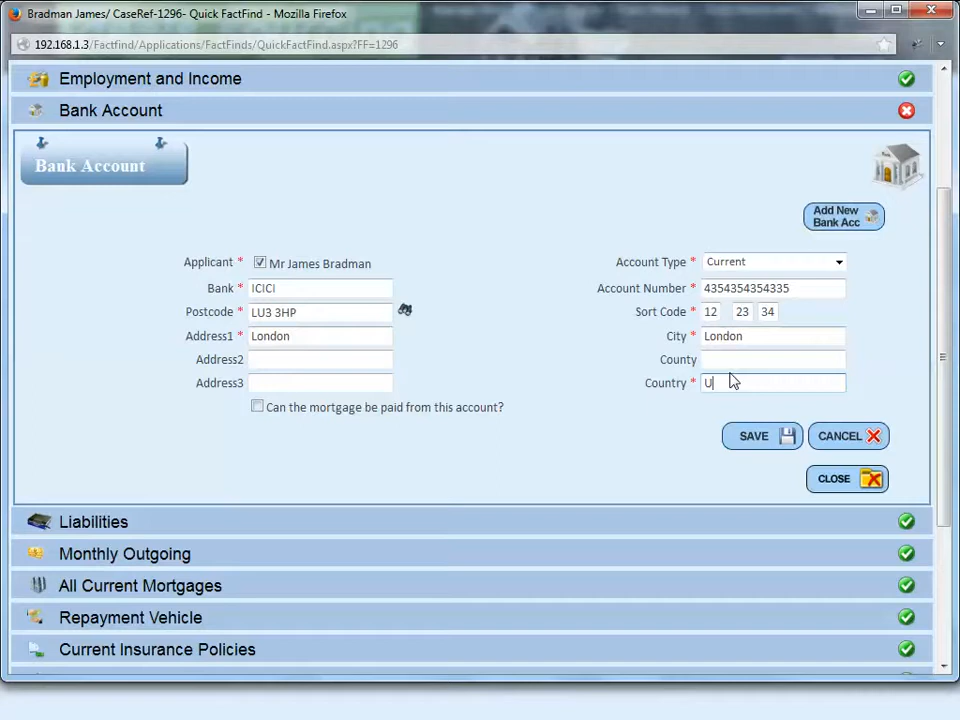 Bradman James/ CaseRef-1296- Quick FactFind - Mozilla Firefox
192.168.1.3/Factfind/Applications/FactFinds/QuickFactFind.aspx?FF=1296
Employment and Income
Bank Account
Bank Account
Add New
Bank Acc
Applicant * Mr James Bradman
Account Type * Current
Bank * ICICI
Account Number * 4354354354335
Postcode * LU3 3HP
Sort Code * 12 23 34
Address1 * London
City * London
Address2
County
Address3
Country * U
Can the mortgage be paid from this account?
SAVE
CANCEL
CLOSE
Liabilities
Monthly Outgoing
All Current Mortgages
Repayment Vehicle
Current Insurance Policies